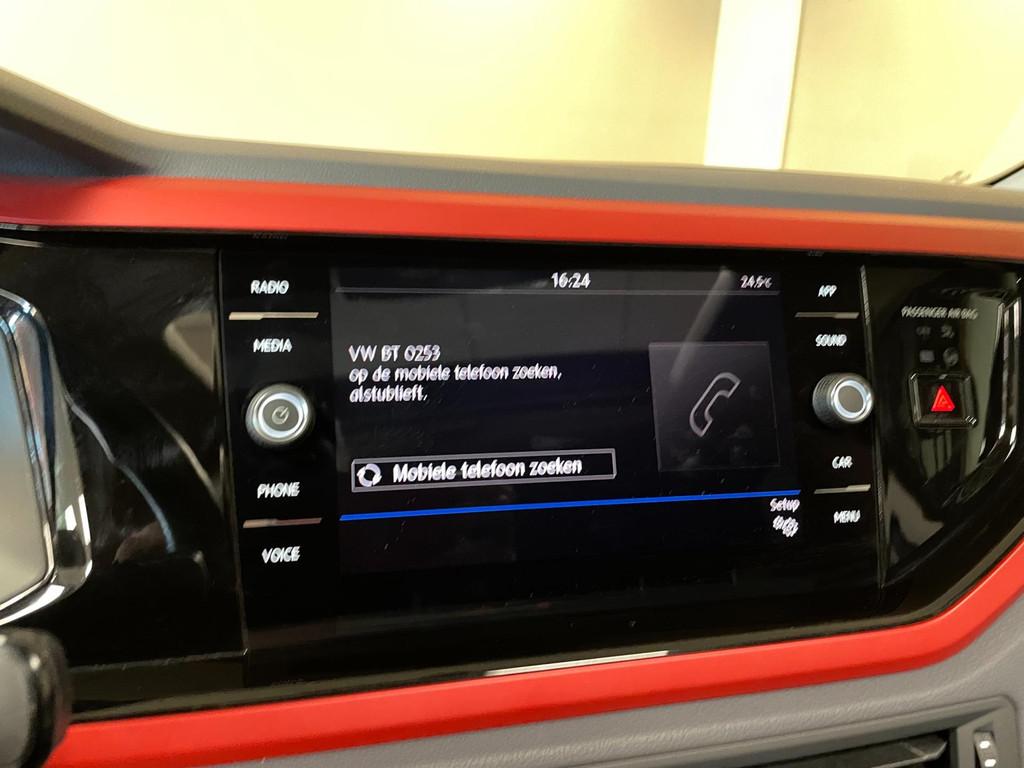 RADIO
MEDIA
PHONE
VOICE
16:24
24.5°C
VW BT 0253
op de mobiele telefoon zoeken,
alstublieft.
Mobiele telefoon zoeken
Setup
APP
SOUND
CAR
MENU
PASSENGER AIR BAG